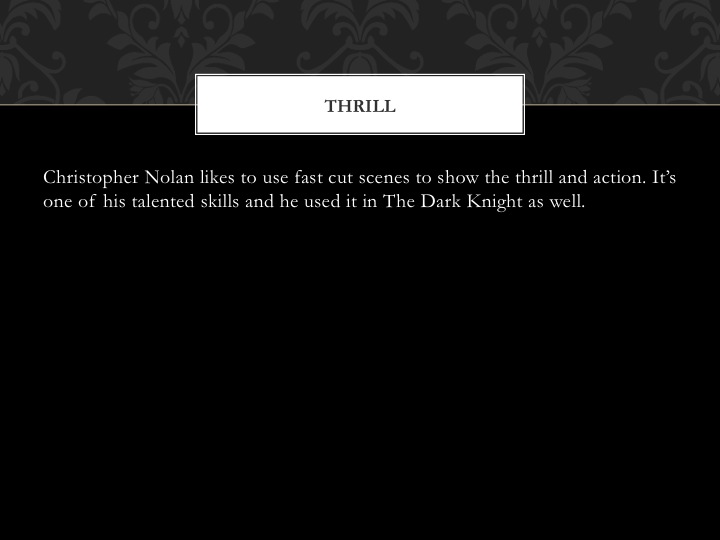 THRILL
Christopher Nolan likes to use fast cut scenes to show the thrill and action. It’s
one of his talented skills and he used it in The Dark Knight as well.